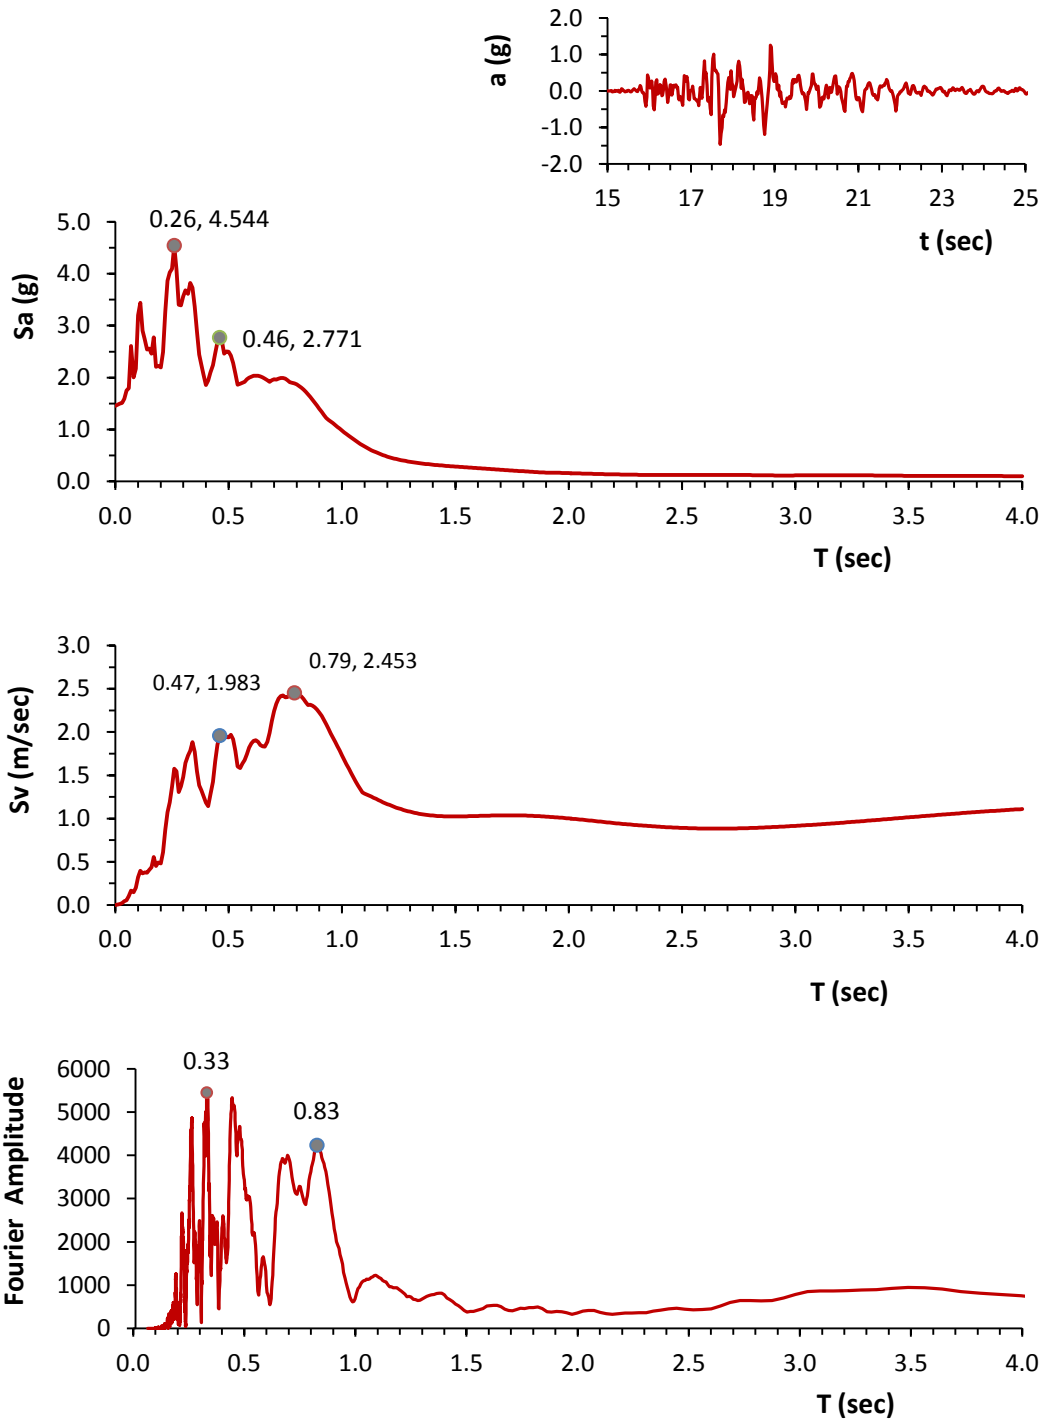 2.0
1.0
0.0
-1.0
-2.0
a (g)
15 17 19 21 23 25
t (sec)
0.26, 4.544
0.46, 2.771
5.0
4.0
3.0
2.0
1.0
0.0
Sa (g)
0.0 0.5 1.0 1.5 2.0 2.5 3.0 3.5 4.0
T (sec)
0.79, 2.453
0.47, 1.983
3.0
2.5
2.0
1.5
1.0
0.5
0.0
Sv (m/sec)
0.0 0.5 1.0 1.5 2.0 2.5 3.0 3.5 4.0
T (sec)
0.33
0.83
6000
5000
4000
3000
2000
1000
0
Fourier Amplitude
0.0 0.5 1.0 1.5 2.0 2.5 3.0 3.5 4.0
T (sec)